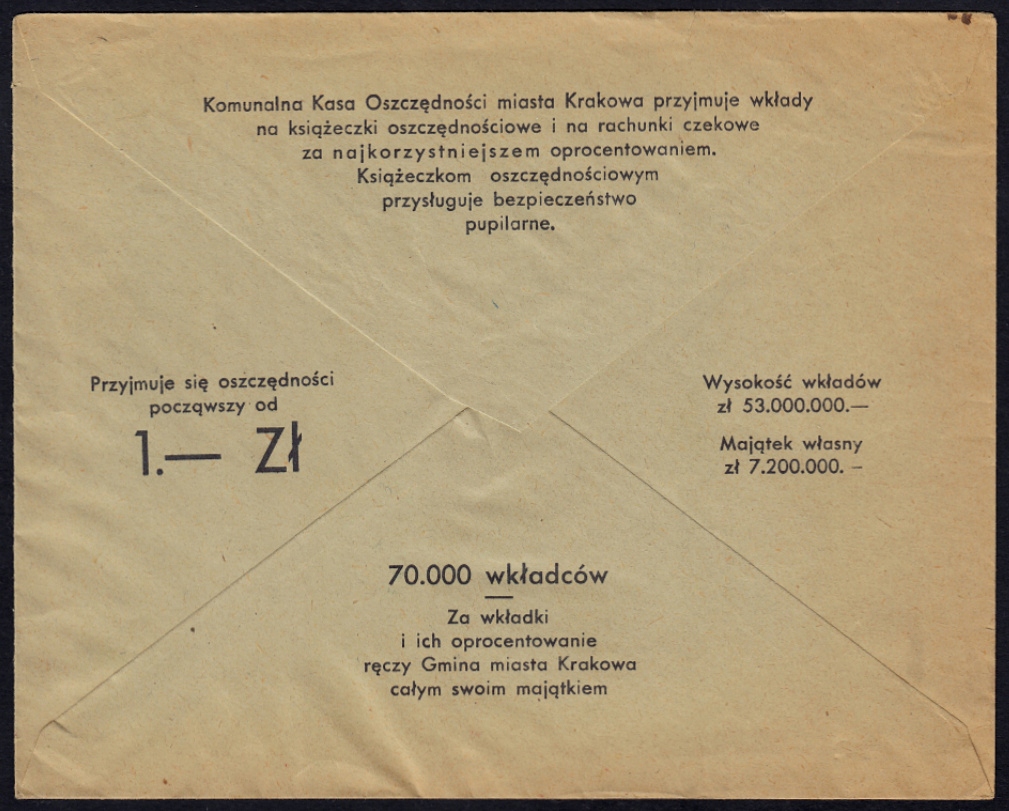 Komunalna Kasa Oszczędności miasta Krakowa przyjmuje wkłady
na książeczki oszczędnościowe i na rachunki czekowe
za najkorzystniejszem oprocentowaniem.
Książeczkom oszczędnościowym
przysługuje bezpieczeństwo
pupilarne.
Przyjmuje się oszczędności
począwszy od
1.— Zł
Wysokość wkładów
zł 53.000.000.—
Majątek własny
zł 7.200.000. –
70.000 wkładców
Za wkładki
i ich oprocentowanie
ręczy Gmina miasta Krakowa
całym swoim majątkiem